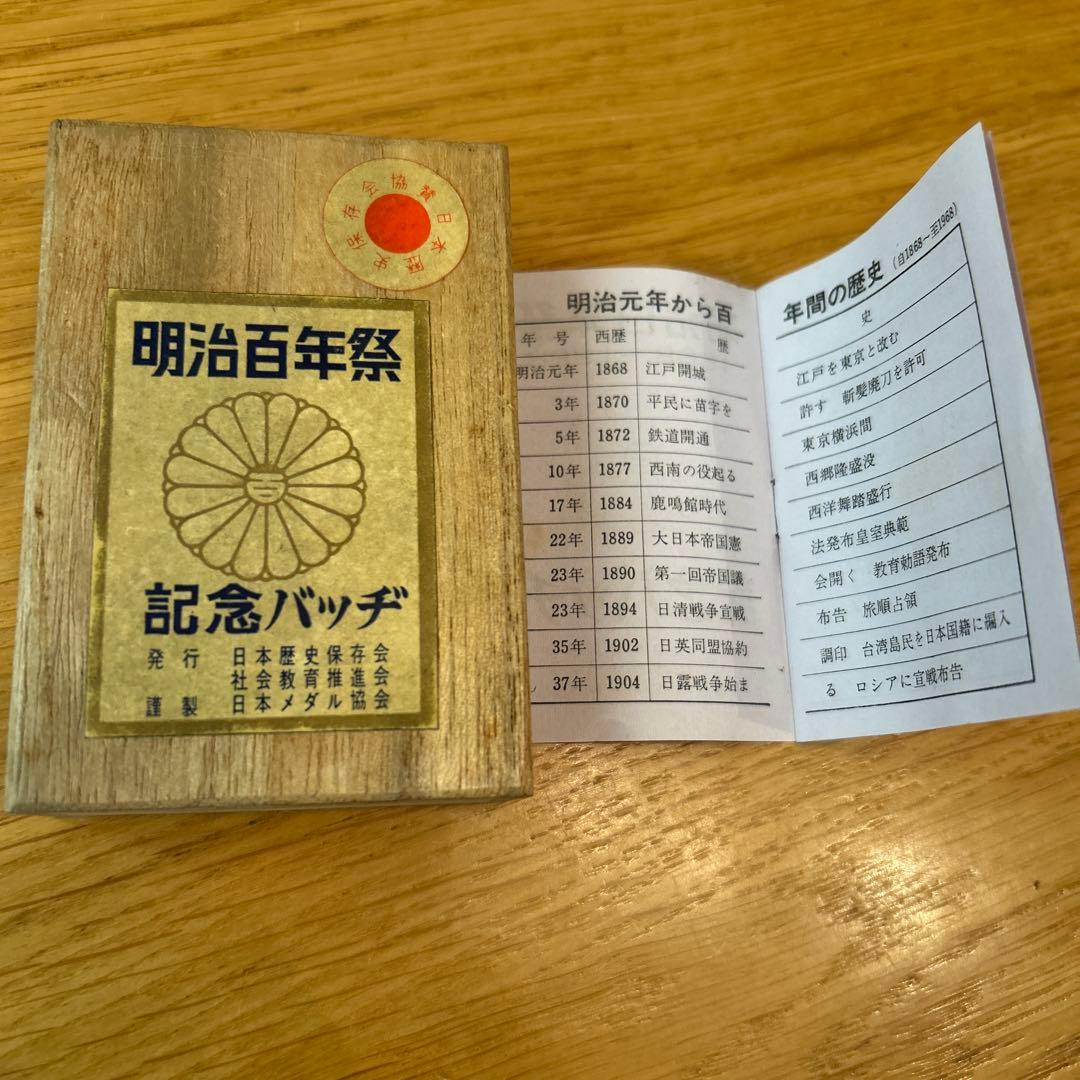 日本歴史保存会協賛
明治百年祭
記念バッヂ
発行 日本歴史保存会
社会教育推進会
謹製 日本メダル協会
明治元年から百年間の歴史(自1868~至1968)
年号 西歴 歴史
明治元年 1868 江戸開城 江戸を東京と改む
3年 1870 平民に苗字を許す 斬髪廃刀を許可
5年 1872 鉄道開通 東京横浜間
10年 1877 西南の役起る 西郷隆盛没
17年 1884 鹿鳴館時代 西洋舞踏盛行
22年 1889 大日本帝国憲法発布皇室典範
23年 1890 第一回帝国議会開く 教育勅語発布
23年 1894 日清戦争宣戦布告 旅順占領
35年 1902 日英同盟協約調印 台湾島民を日本国籍に編入
37年 1904 日露戦争始まる ロシアに宣戦布告